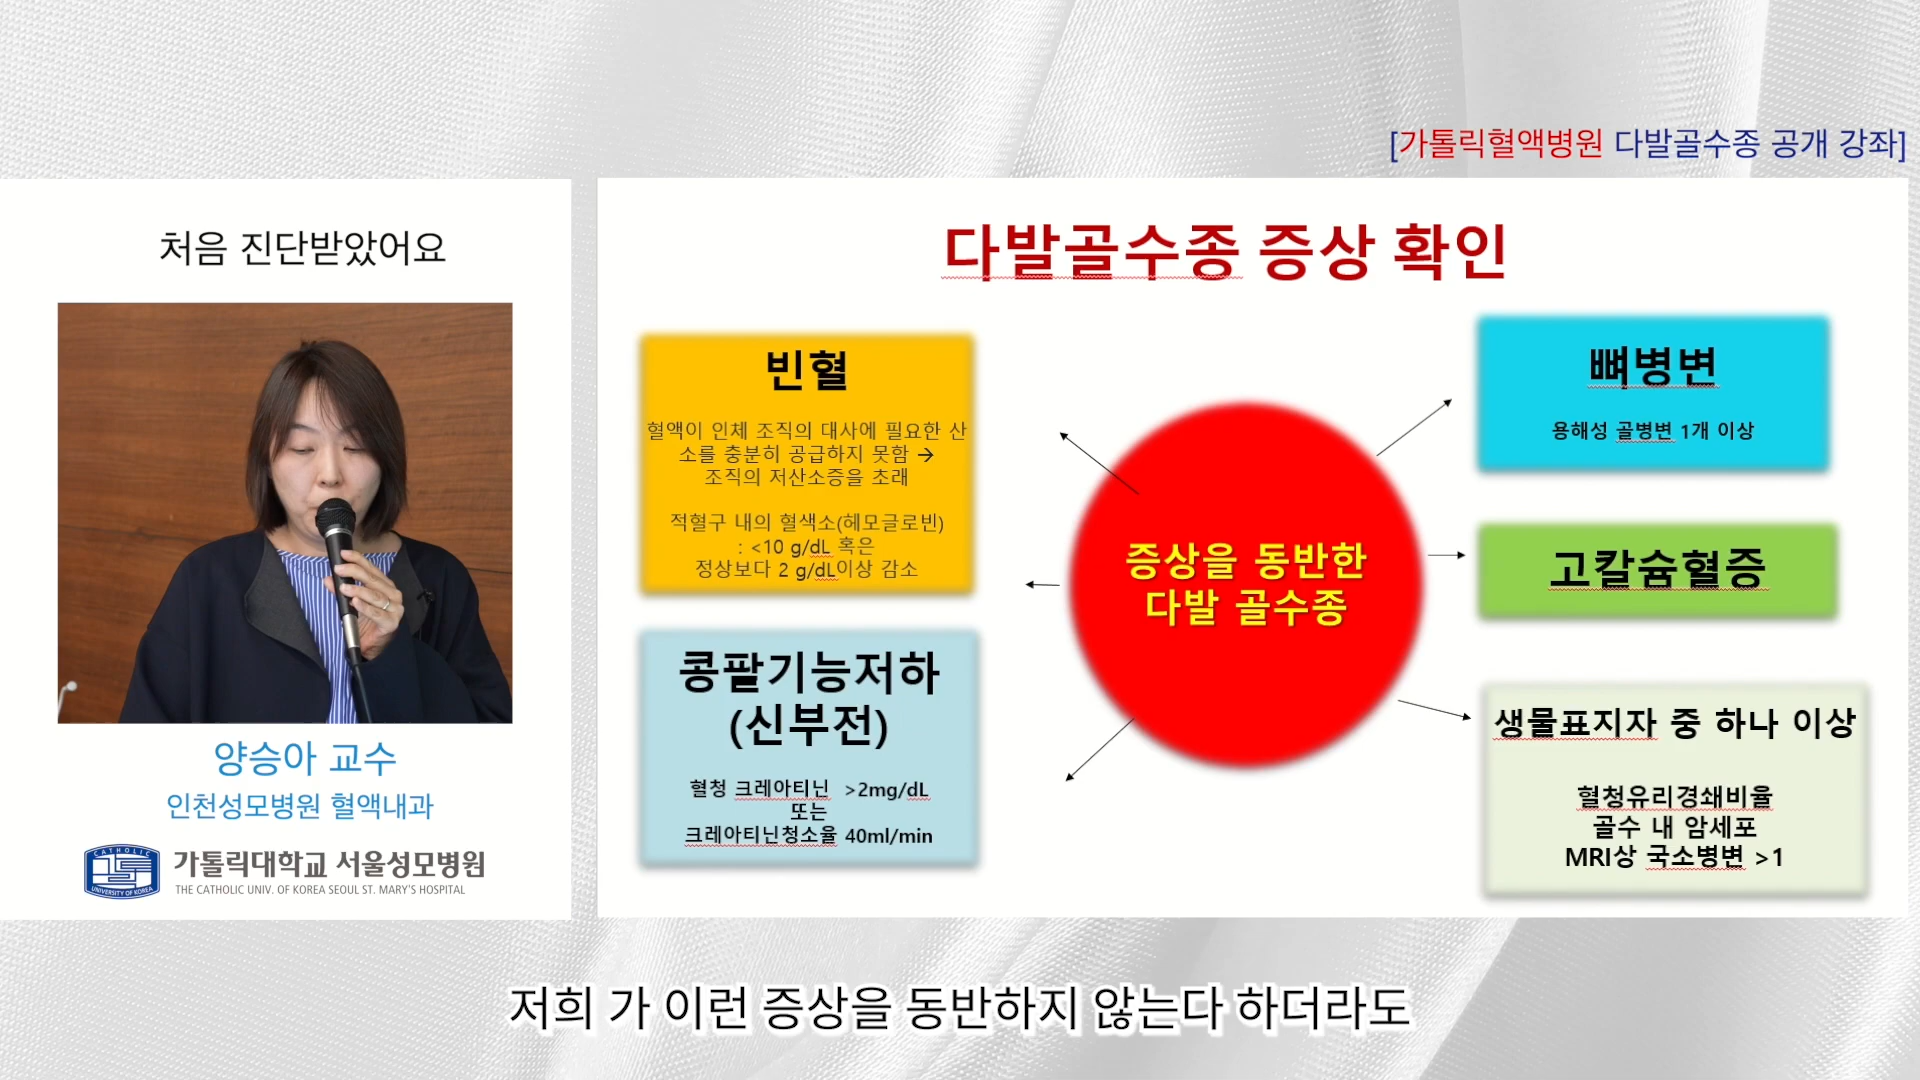 [가톨릭혈액병원 다발골수종 공개 강좌]
처음 진단받았어요
양승아 교수
인천성모병원 혈액내과
CATHOLIC
UNIVERSITY OF KOREA
가톨릭대학교 서울성모병원
THE CATHOLIC UNIV. OF KOREA SEOUL ST. MARY'S HOSPITAL
다발골수종 증상 확인
빈혈
혈액이 인체 조직의 대사에 필요한 산
소를 충분히 공급하지 못함 →
조직의 저산소증을 초래
적혈구 내의 혈색소(헤모글로빈)
: <10 g/dL 혹은
정상보다 2 g/dL이상 감소
콩팥기능저하
(신부전)
혈청 크레아티닌 >2mg/dL
또는
크레아티닌청소율 40ml/min
증상을 동반한
다발 골수종
뼈병변
용해성 골병변 1개 이상
고칼슘혈증
생물표지자 중 하나 이상
혈청유리경쇄비율
골수 내 암세포
MRI상 국소병변 >1
저희 가 이런 증상을 동반하지 않는다 하더라도